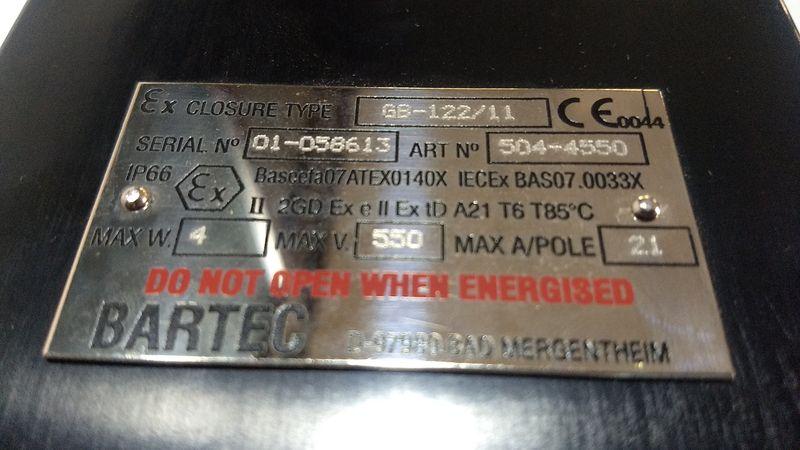 Ex CLOSURE TYPE GB-122/11 CE 0044
SERIAL Nº 01-058613 ART Nº 504-4550
IP66 Ex Baseefa07ATEX0140X IECEx BAS07.0033X
II 2GD Ex e II Ex tD A21 T6 T85°C
MAX W. 4 MAX V. 550 MAX A/POLE 21
DO NOT OPEN WHEN ENERGISED
BARTEC BAD MERGENTHEIM